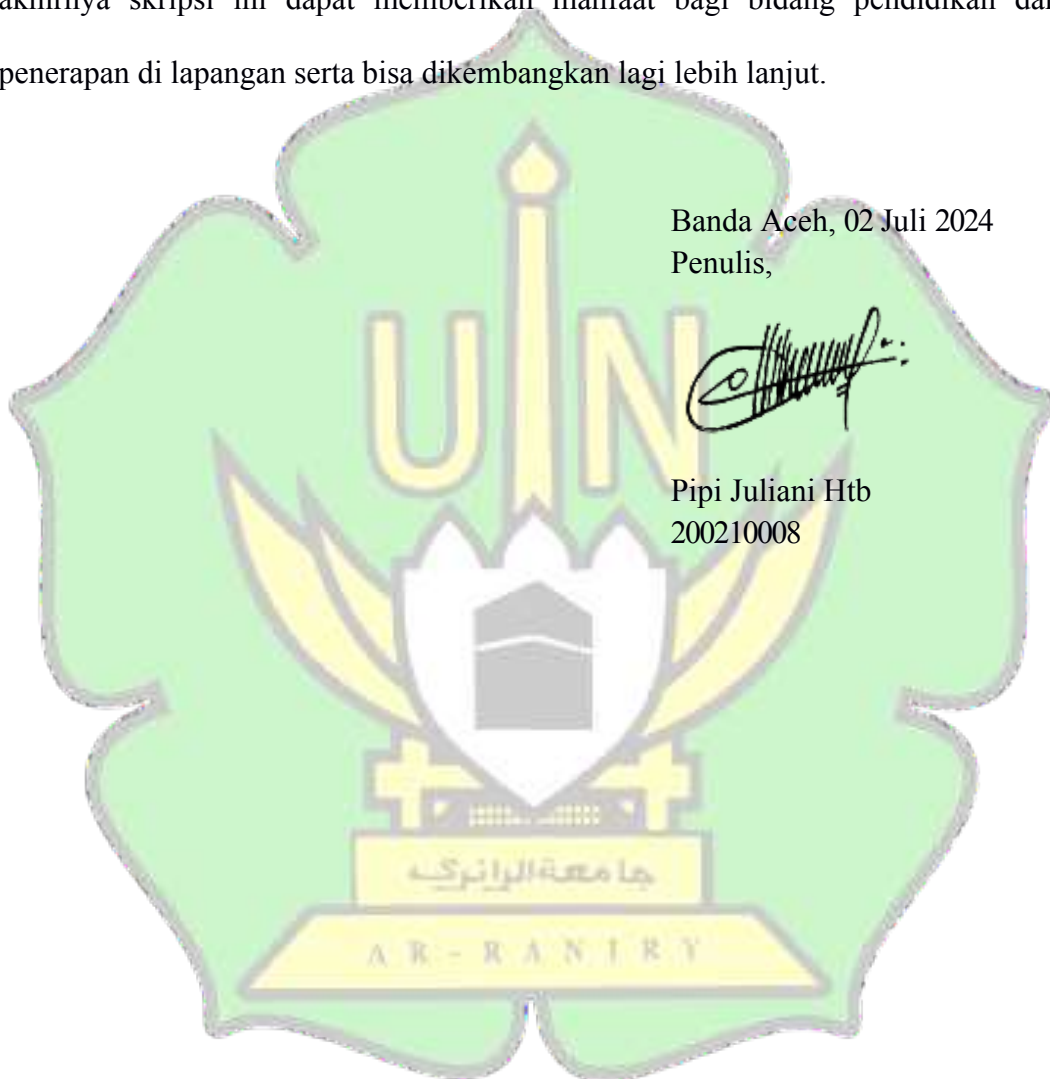 akhirnya skripsi ini dapat memberikan manfaat bagi bidang pendidikan dan
penerapan di lapangan serta bisa dikembangkan lagi lebih lanjut.
Banda Aceh, 02 Juli 2024
Penulis,
Pipi Juliani Htb
200210008
UIN
جامعة الرانري
AR-RANIRY